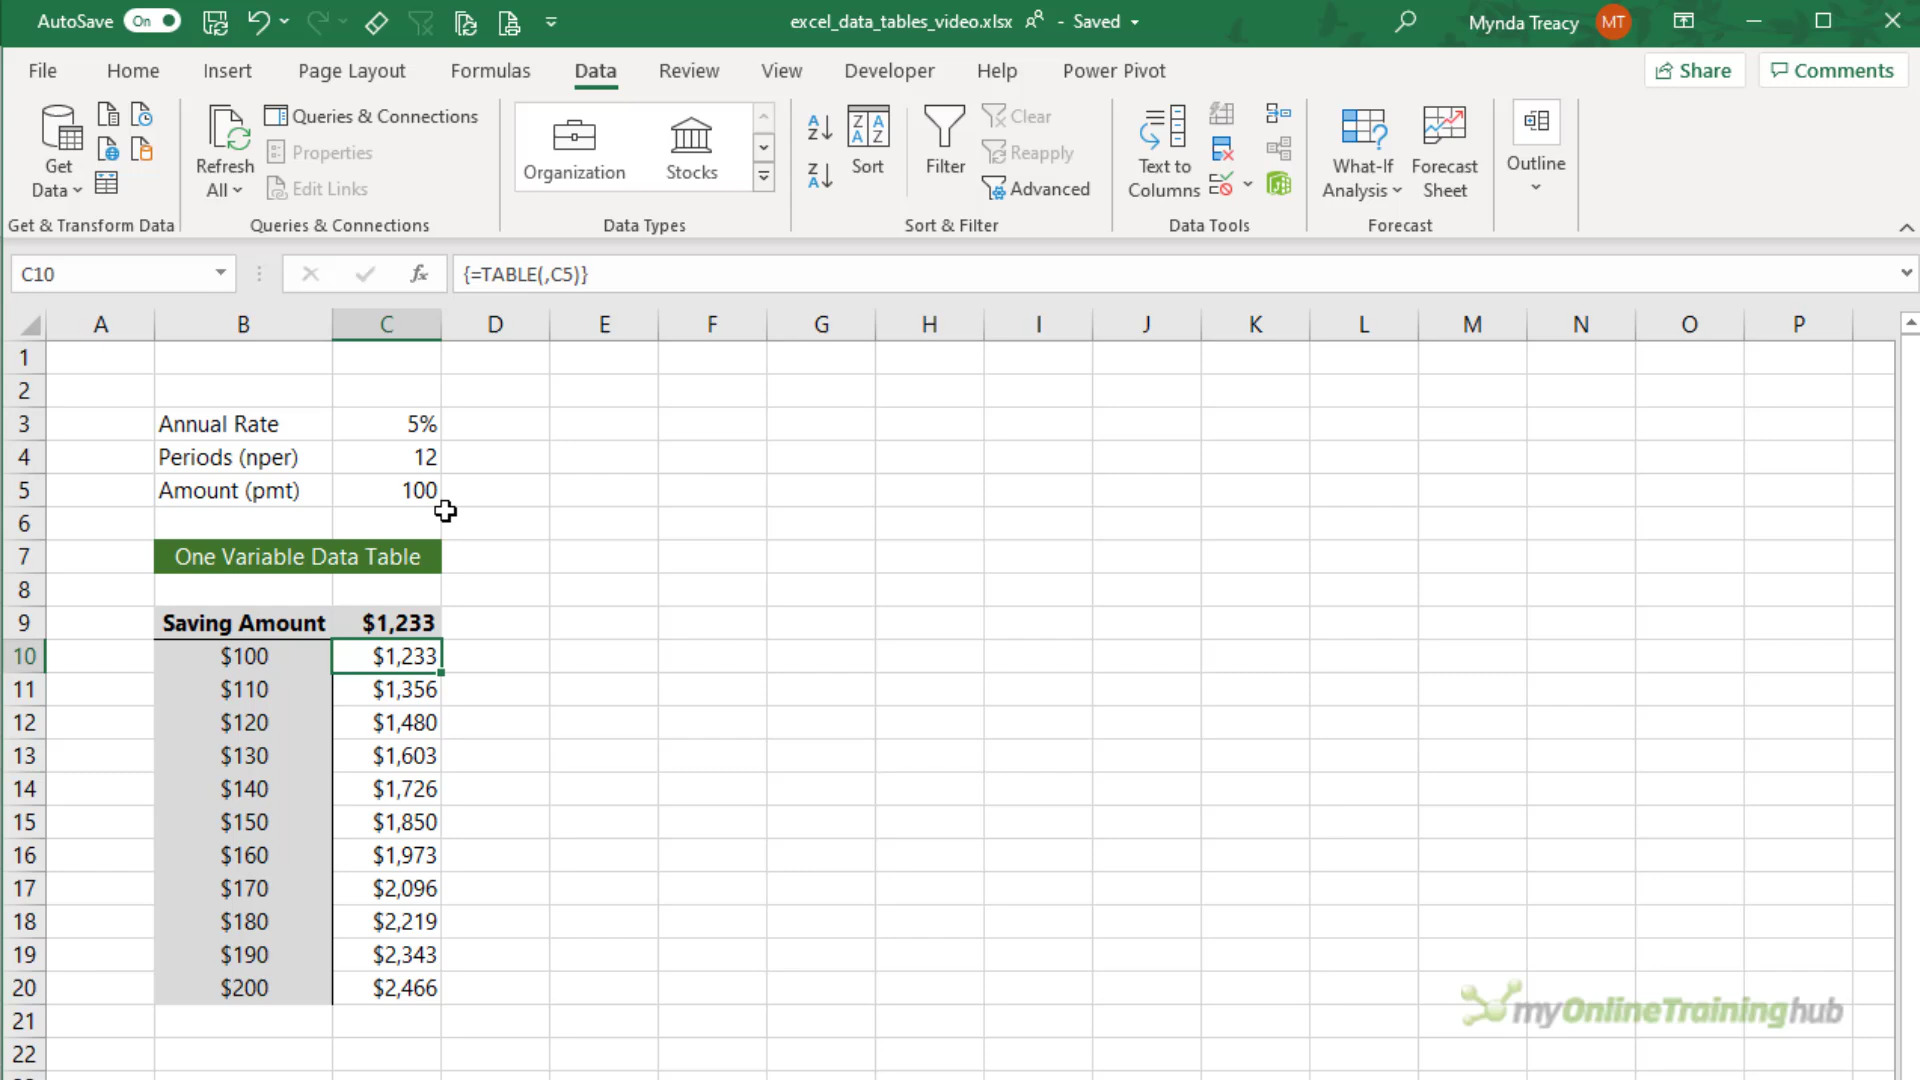 AutoSave On excel_data_tables_video.xlsx - Saved Mynda Treacy MT
File Home Insert Page Layout Formulas Data Review View Developer Help Power Pivot Share Comments
Get Data
Refresh All
Queries & Connections
Properties
Edit Links
Organization
Stocks
Sort
Filter
Clear
Reapply
Advanced
Text to Columns
What-If Analysis
Forecast Sheet
Outline
Get & Transform Data Queries & Connections Data Types Sort & Filter Data Tools Forecast
C10 fx {=TABLE(,C5)}
A B C D E F G H I J K L M N O P
1
2
3 Annual Rate 5%
4 Periods (nper) 12
5 Amount (pmt) 100
6
7 One Variable Data Table
8
9 Saving Amount $1,233
10 $100 $1,233
11 $110 $1,356
12 $120 $1,480
13 $130 $1,603
14 $140 $1,726
15 $150 $1,850
16 $160 $1,973
17 $170 $2,096
18 $180 $2,219
19 $190 $2,343
20 $200 $2,466
21
22
myOnlineTraininghub